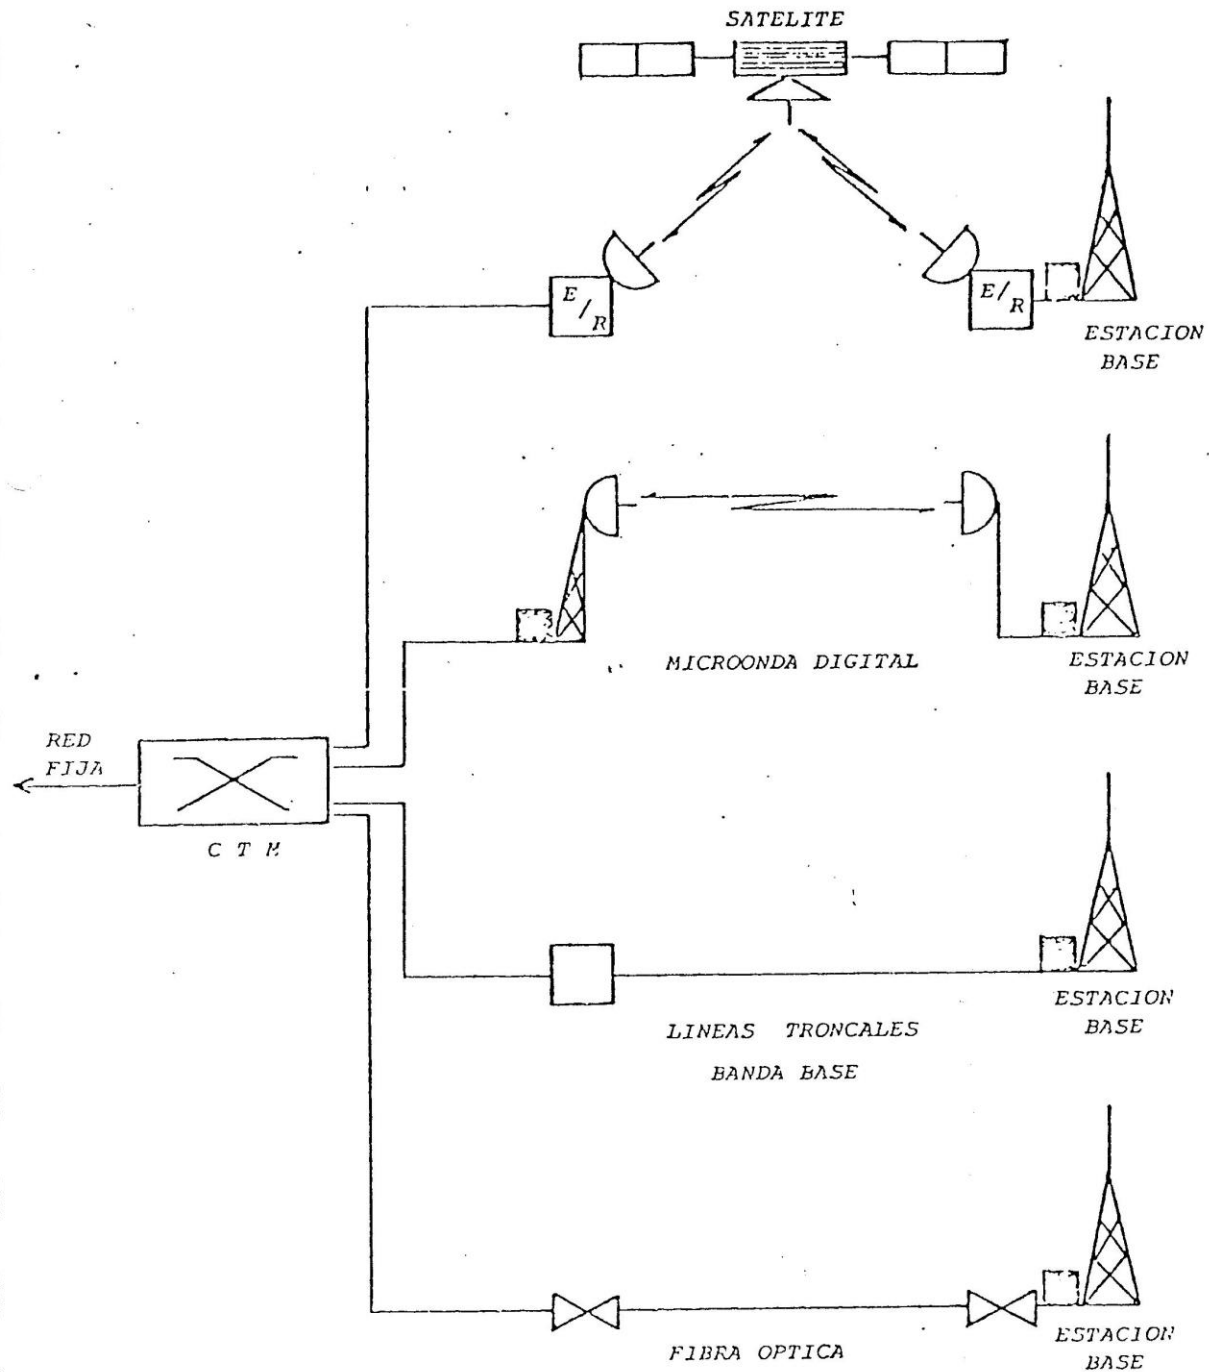 SATELITE
E/R
E/R
ESTACION
BASE
MICROONDA DIGITAL
ESTACION
BASE
RED
FIJA
C T M
LINEAS TRONCALES
BANDA BASE
ESTACION
BASE
FIBRA OPTICA
ESTACION
BASE